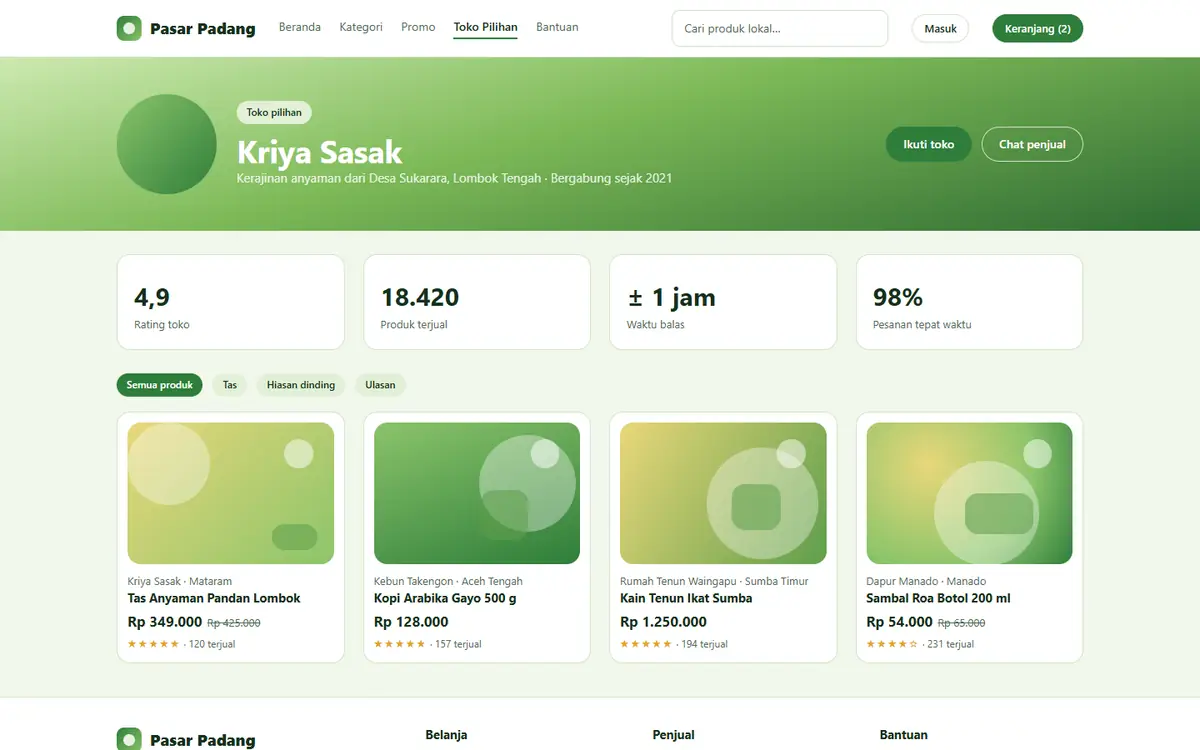 Pasar Padang
Beranda
Kategori
Promo
Toko Pilihan
Bantuan
Cari produk lokal...
Masuk
Keranjang (2)
Toko pilihan
Kriya Sasak
Kerajinan anyaman dari Desa Sukarara, Lombok Tengah · Bergabung sejak 2021
Ikuti toko
Chat penjual
4,9
Rating toko
18.420
Produk terjual
± 1 jam
Waktu balas
98%
Pesanan tepat waktu
Semua produk
Tas
Hiasan dinding
Ulasan
Kriya Sasak · Mataram
Tas Anyaman Pandan Lombok
Rp 349.000 Rp 425.000
★★★★★ · 120 terjual
Kebun Takengon · Aceh Tengah
Kopi Arabika Gayo 500 g
Rp 128.000
★★★★★ · 157 terjual
Rumah Tenun Waingapu · Sumba Timur
Kain Tenun Ikat Sumba
Rp 1.250.000
★★★★★ · 194 terjual
Dapur Manado · Manado
Sambal Roa Botol 200 ml
Rp 54.000 Rp 65.000
★★★★☆ · 231 terjual
Pasar Padang
Belanja
Penjual
Bantuan